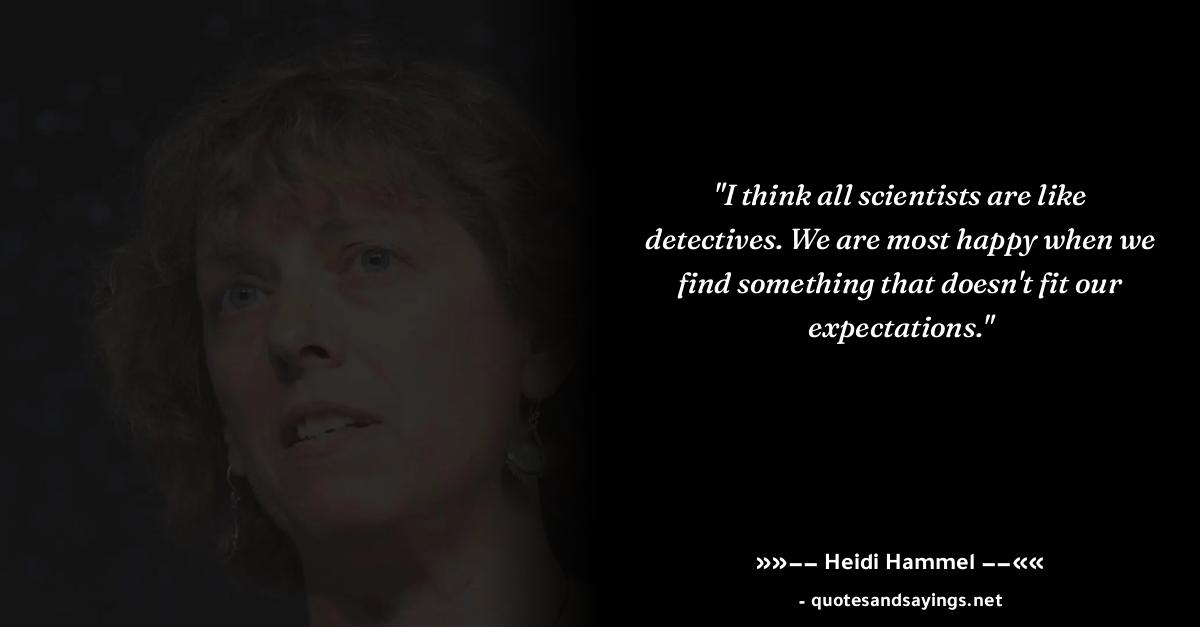 "I think all scientists are like
detectives. We are most happy when we
find something that doesn't fit our
expectations."
»»−− Heidi Hammel −−««
- quotesandsayings.net